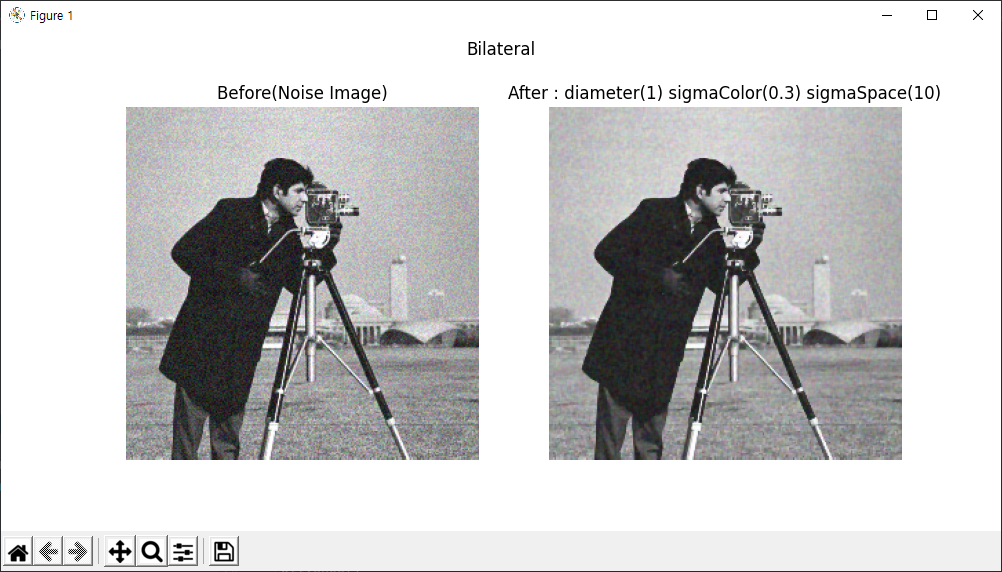 Figure 1
Bilateral
Before(Noise Image)
After : diameter(1) sigmaColor(0.3) sigmaSpace(10)